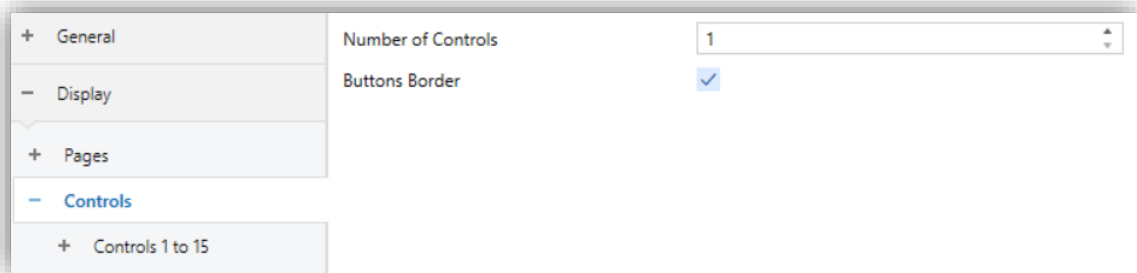 General
Display
Pages
Controls
Controls 1 to 15
Number of Controls 1
Buttons Border